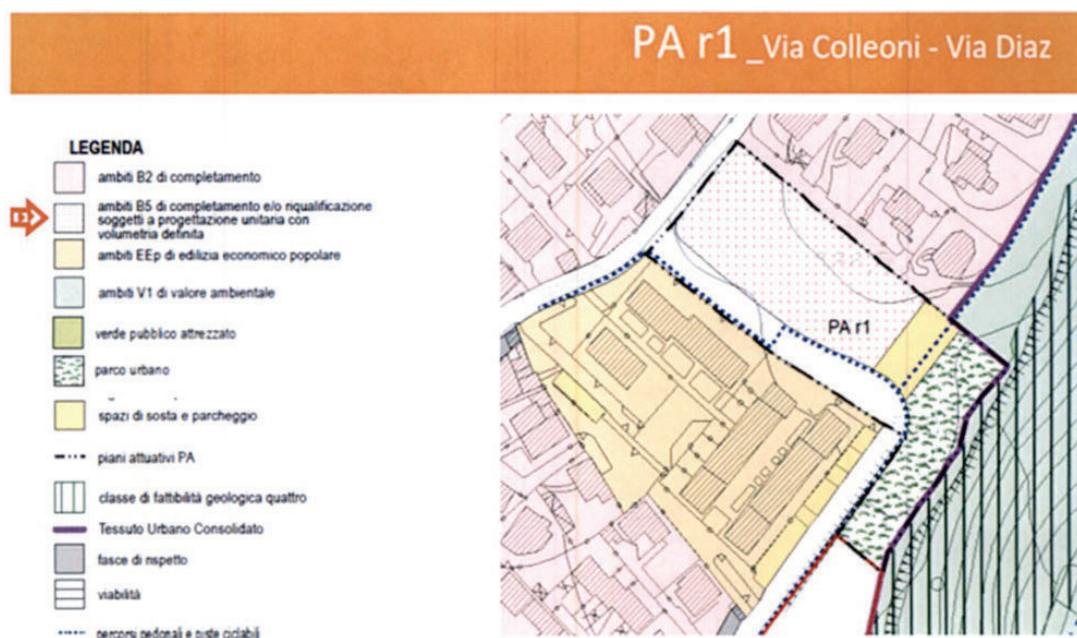 PA r1 _Via Colleoni - Via Diaz
LEGENDA
ambiti B2 di completamento
ambiti B5 di completamento e/o riqualificazione
soggetti a progettazione unitaria con
volumetria definita
ambiti EEp di edilizia economico popolare
ambiti V1 di valore ambientale
verde pubblico attrezzato
parco urbano
spazi di sosta e parcheggio
piani attuativi PA
classe di fattibilità geologica quattro
Tessuto Urbano Consolidato
fasce di rispetto
viabilità
percorsi pedonali e piste ciclabili
PA r1